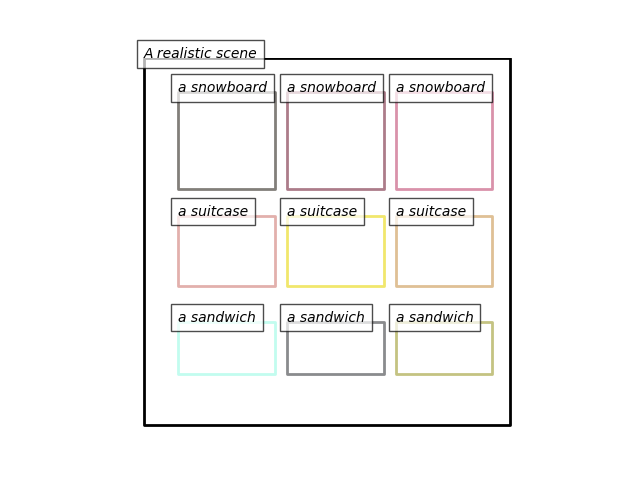 A realistic scene
a snowboard a snowboard a snowboard
a suitcase a suitcase a suitcase
a sandwich a sandwich a sandwich